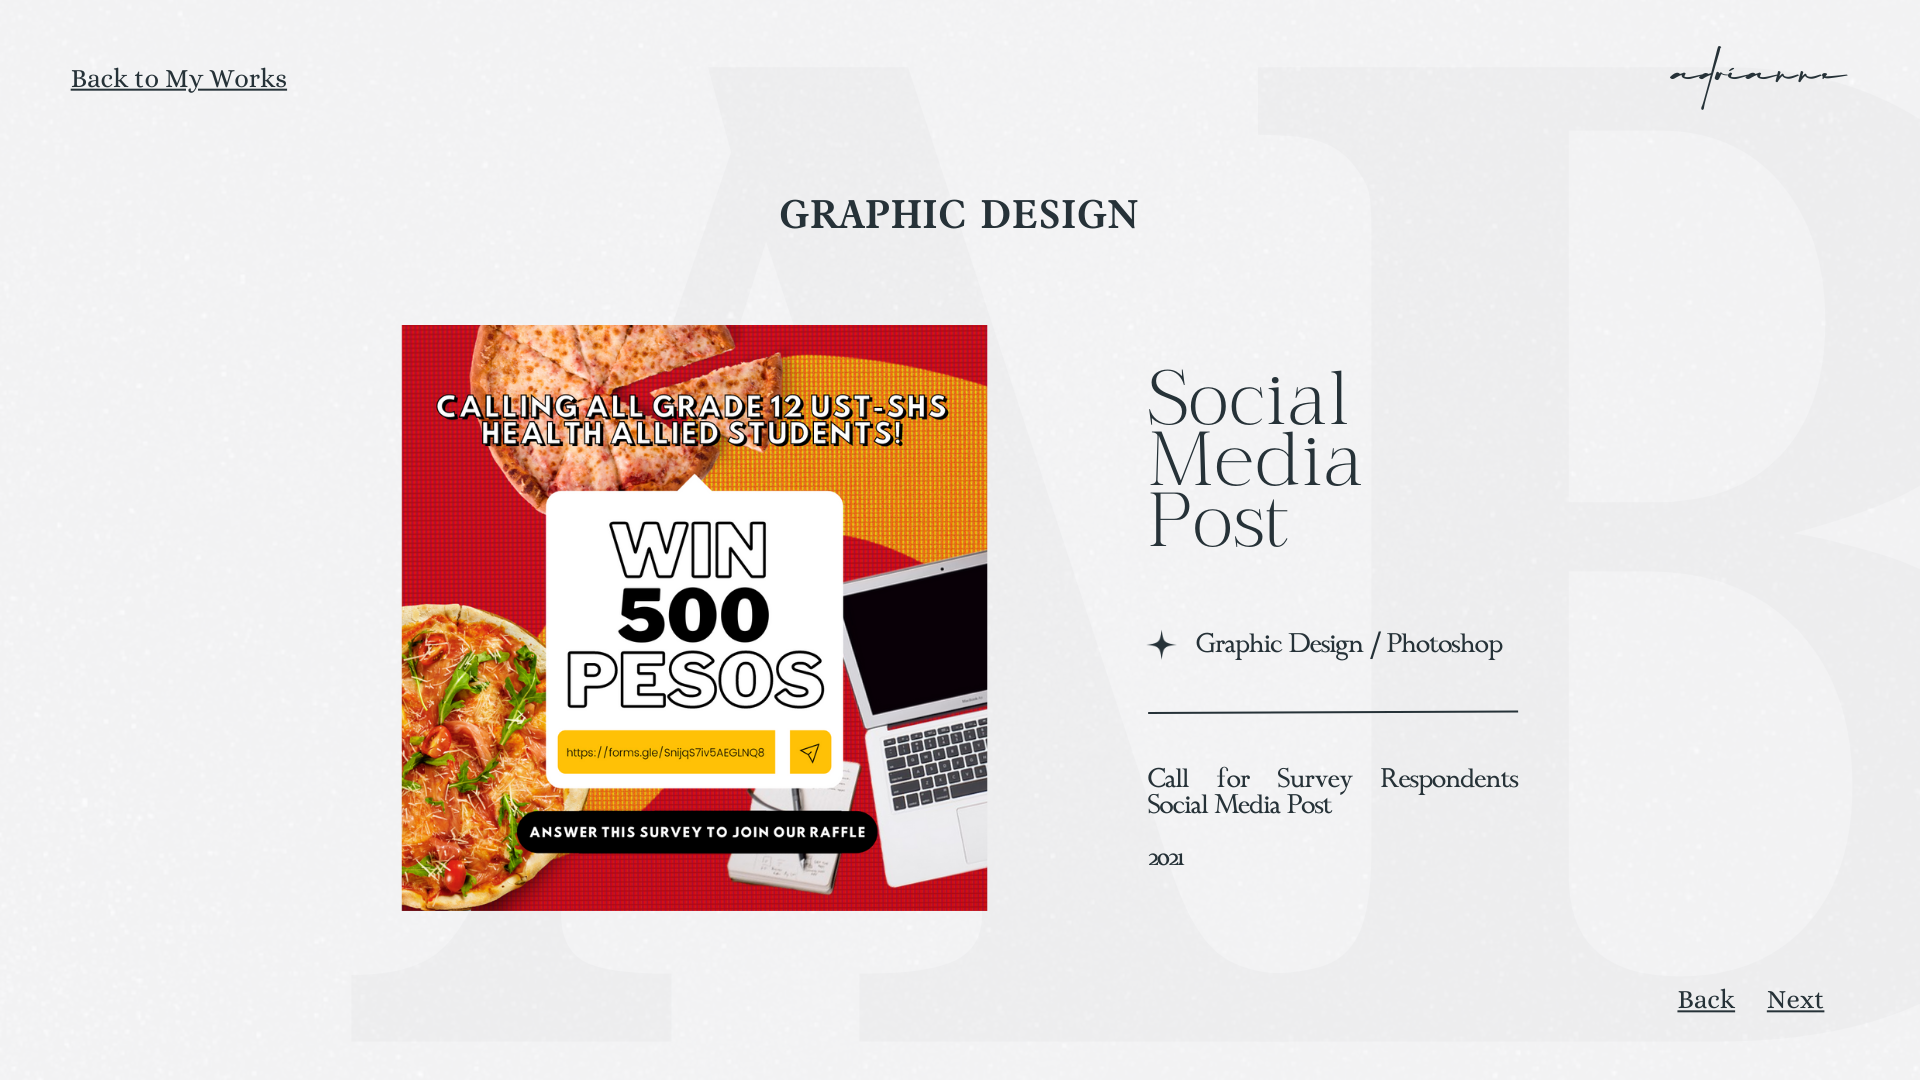 Back to My Works
adrianne
GRAPHIC DESIGN
CALLING ALL GRADE 12 UST-SHS
HEALTH ALLIED STUDENTS!
WIN
500
PESOS
https://forms.gle/SnijqS7iv5AEGLNQ8
ANSWER THIS SURVEY TO JOIN OUR RAFFLE
Social
Media
Post
Graphic Design / Photoshop
Call for Survey Respondents
Social Media Post
2021
Back Next